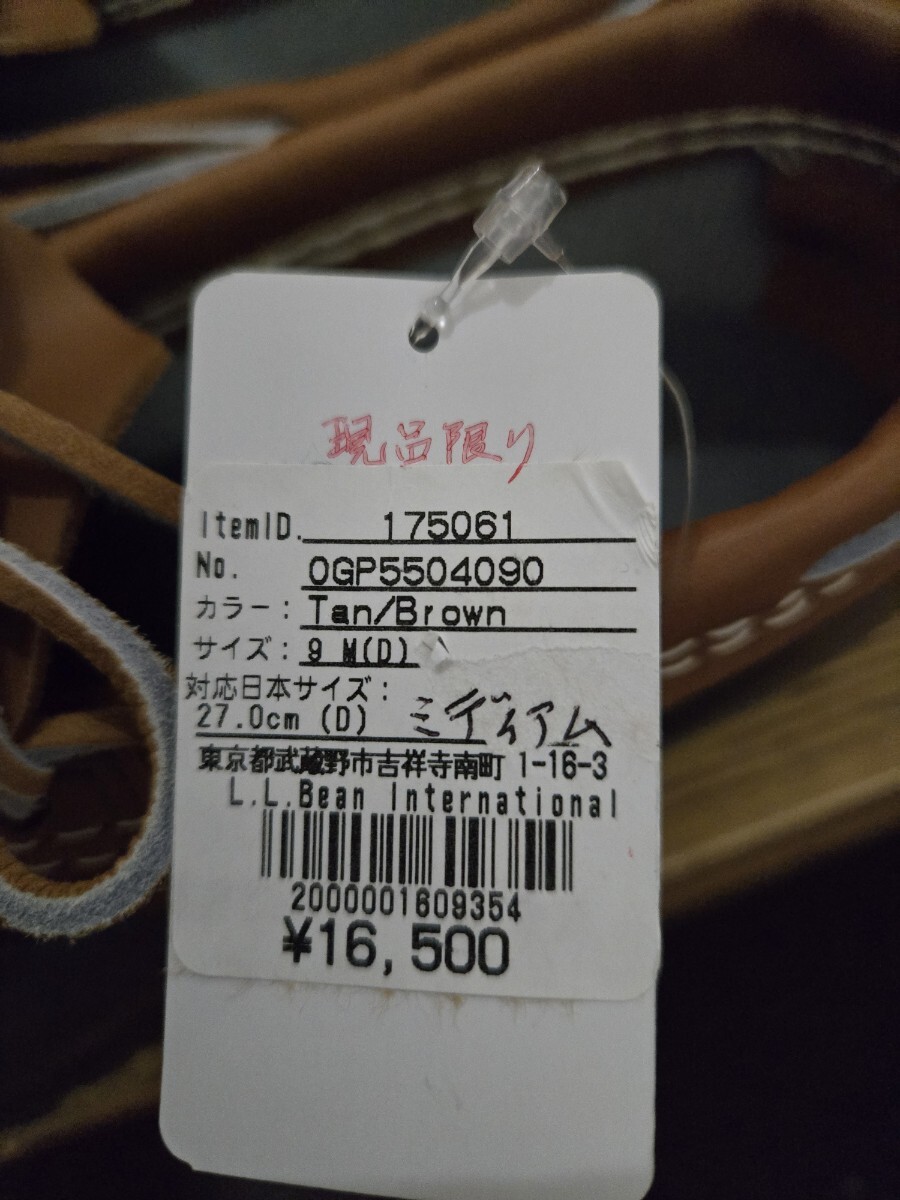 現品限り
ItemID. 175061
No. 0GP5504090
カラー: Tan/Brown
サイズ: 9 M(D)
対応日本サイズ:
27.0cm (D) ミディアム
東京都武蔵野市吉祥寺南町 1-16-3
L.L.Bean International
2000001609354
¥16,500